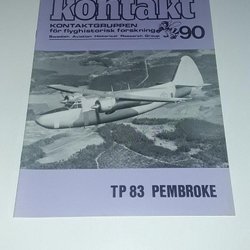 kontakt
KONTAKTGRUPPEN
för flyghistorisk forskning
Swedish Aviation Historical Research Group
90
TP 83 PEMBROKE